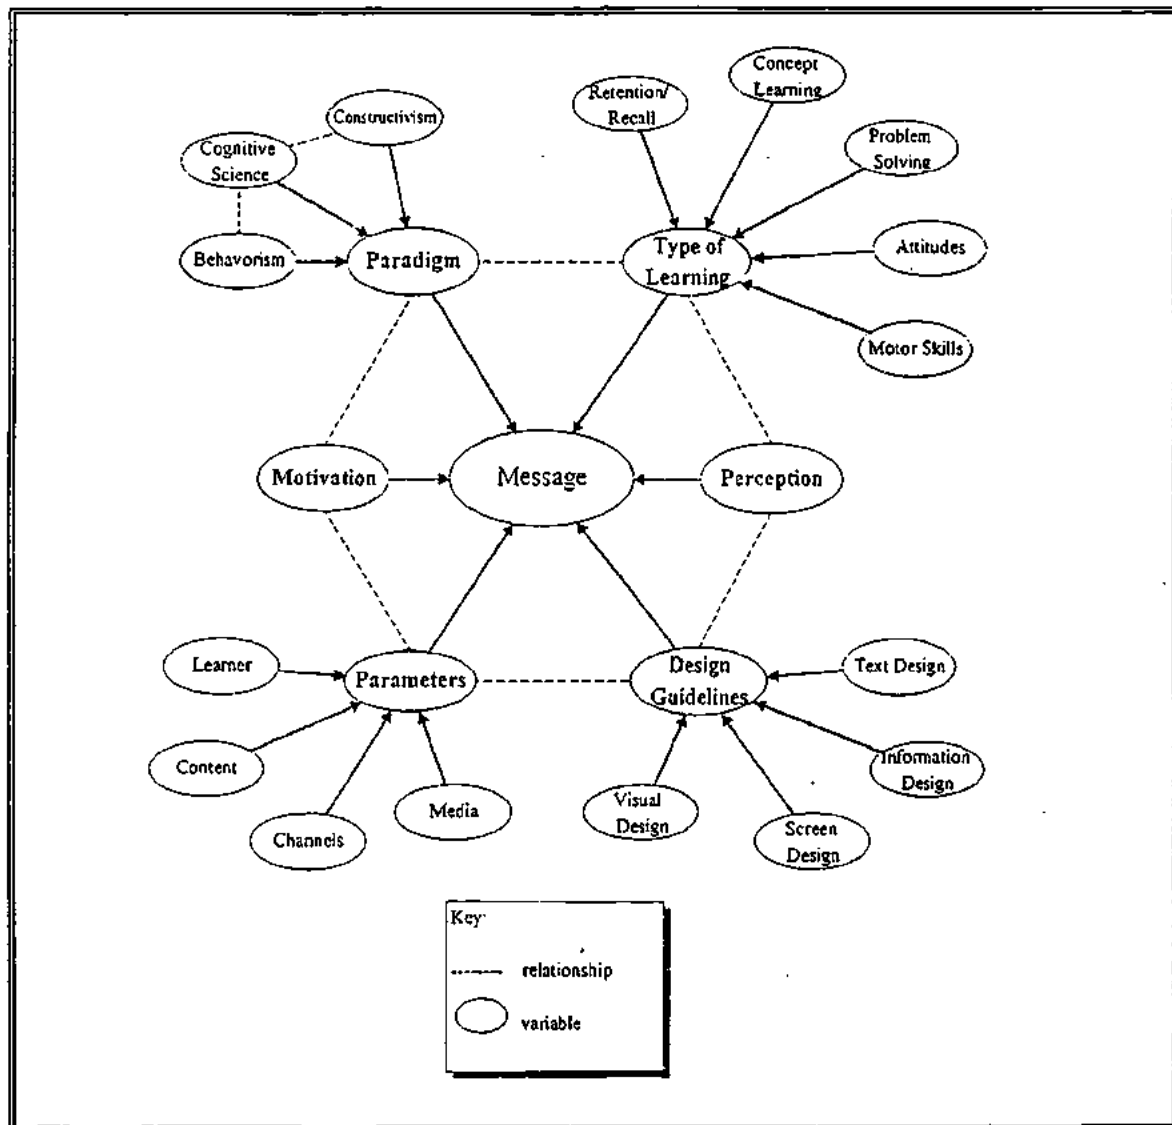 Concept
Learning
Retention/
Recall
Constructivism
Problem
Solving
Cognitive
Science
Behavorism
Paradigm
Type of
Learning
Attitudes
Motor Skills
Motivation
Message
Perception
Learner
Parameters
Design
Guidelines
Text Design
Content
Information
Design
Media
Visual
Design
Channels
Screen
Design
Key:
relationship
variable